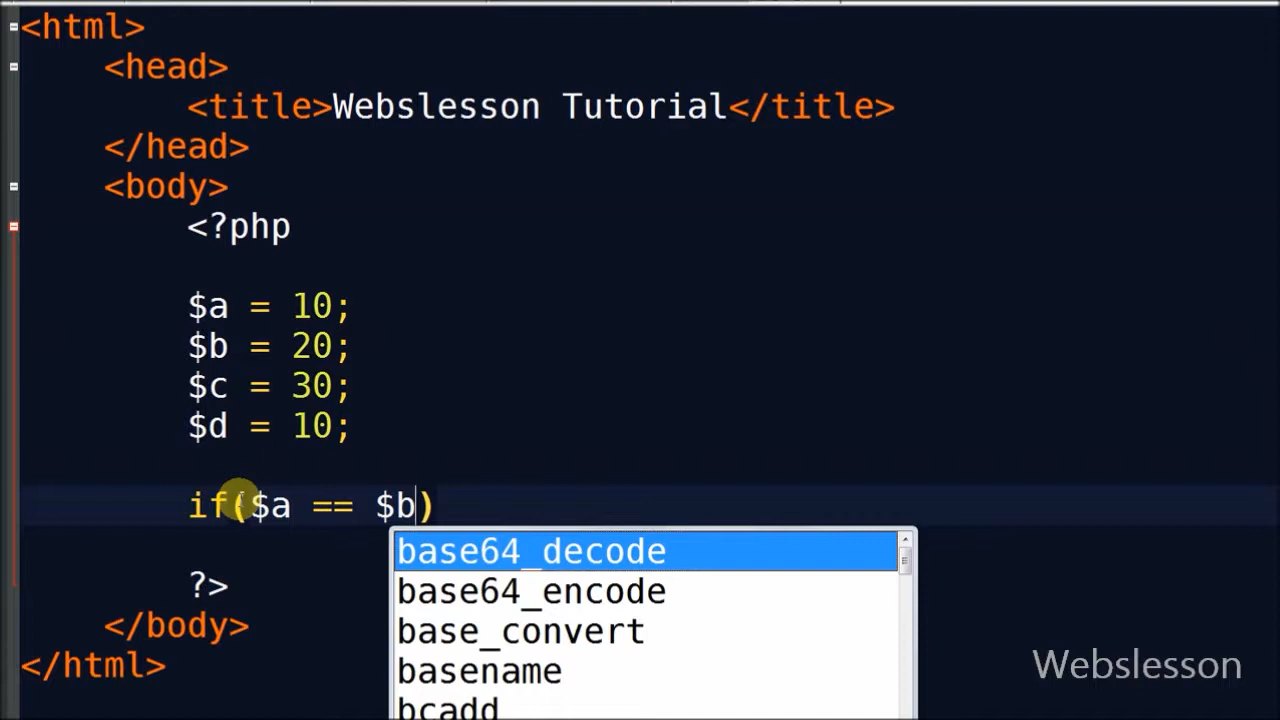 <html>
<head>
<title>Webslesson Tutorial</title>
</head>
<body>
<?php
$a = 10;
$b = 20;
$c = 30;
$d = 10;
if($a == $b)
base64_decode
base64_encode
base_convert
basename
bcadd
?>
</body>
</html>
Webslesson